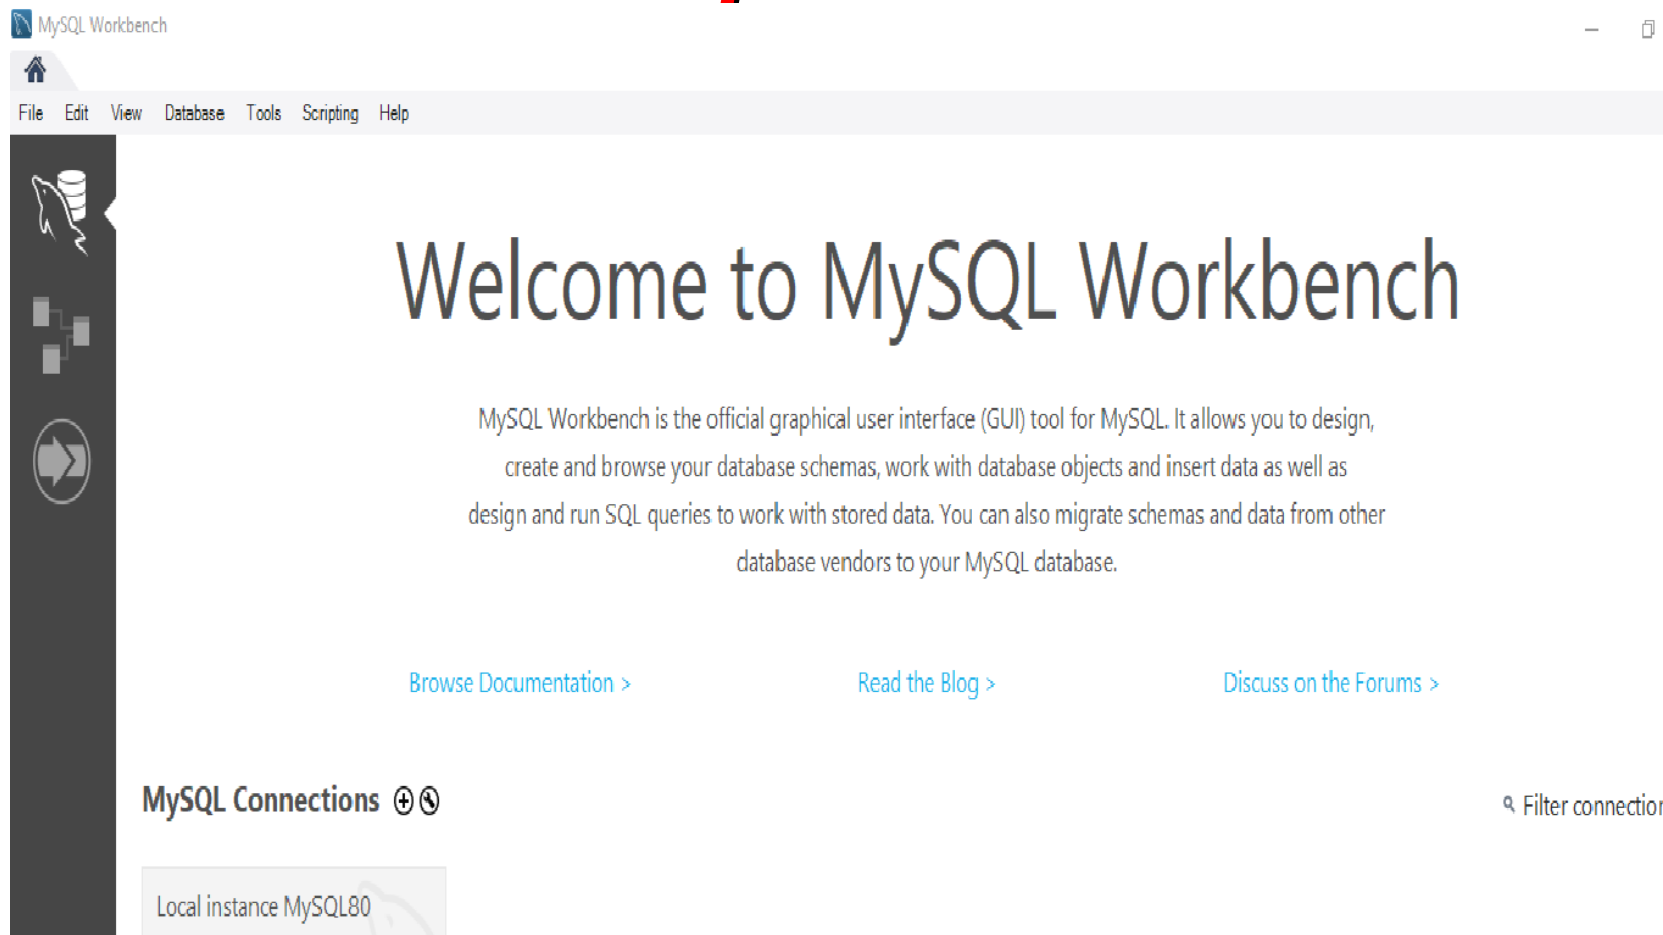 MySQL Workbench
File Edit View Database Tools Scripting Help
Welcome to MySQL Workbench
MySQL Workbench is the official graphical user interface (GUI) tool for MySQL. It allows you to design,
create and browse your database schemas, work with database objects and insert data as well as
design and run SQL queries to work with stored data. You can also migrate schemas and data from other
database vendors to your MySQL database.
Browse Documentation > Read the Blog > Discuss on the Forums >
MySQL Connections
Filter connection
Local instance MySQL80